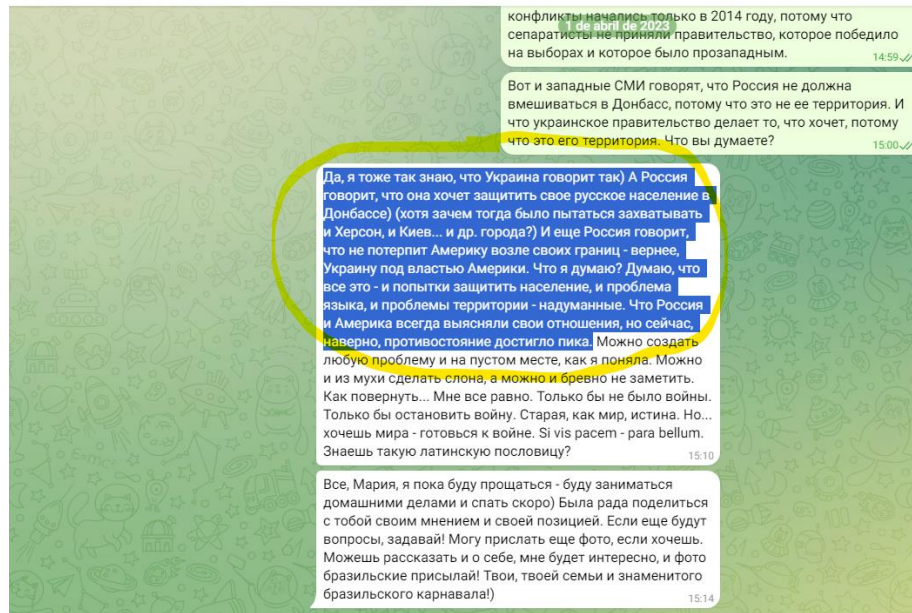 конфликты начались только в 2014 году, потому что
1 de abril de 2023
сепаратисты не приняли правительство, которое победило
на выборах и которое было прозападным.
14:59
Вот и западные СМИ говорят, что Россия не должна
вмешиваться в Донбасс, потому что это не ее территория. И
что украинское правительство делает то, что хочет, потому
что это его территория. Что вы думаете?
15:00
Да, я тоже так знаю, что Украина говорит так) А Россия
говорит, что она хочет защитить свое русское население в
Донбассе) (хотя зачем тогда было пытаться захватывать
и Херсон, и Киев... и др. города?) И еще Россия говорит,
что не потерпит Америку возле своих границ - вернее,
Украину под властью Америки. Что я думаю? Думаю, что
все это - и попытки защитить население, и проблема
языка, и проблемы территории - надуманные. Что Россия
и Америка всегда выясняли свои отношения, но сейчас,
наверно, противостояние достигло пика. Можно создать
любую проблему и на пустом месте, как я поняла. Можно
и из мухи сделать слона, а можно и бревно не заметить.
Как повернуть... Мне все равно. Только бы не было войны.
Только бы остановить войну. Старая, как мир, истина. Но...
хочешь мира - готовься к войне. Si vis pacem - para bellum.
Знаешь такую латинскую пословицу?
15:10
Все, Мария, я пока буду прощаться - буду заниматься
домашними делами и спать скоро) Была рада поделиться
с тобой своим мнением и своей позицией. Если еще будут
вопросы, задавай! Могу прислать еще фото, если хочешь.
Можешь рассказать и о себе, мне будет интересно, и фото
бразильские присылай! Твои, твоей семьи и знаменитого
бразильского карнавала!)
15:14